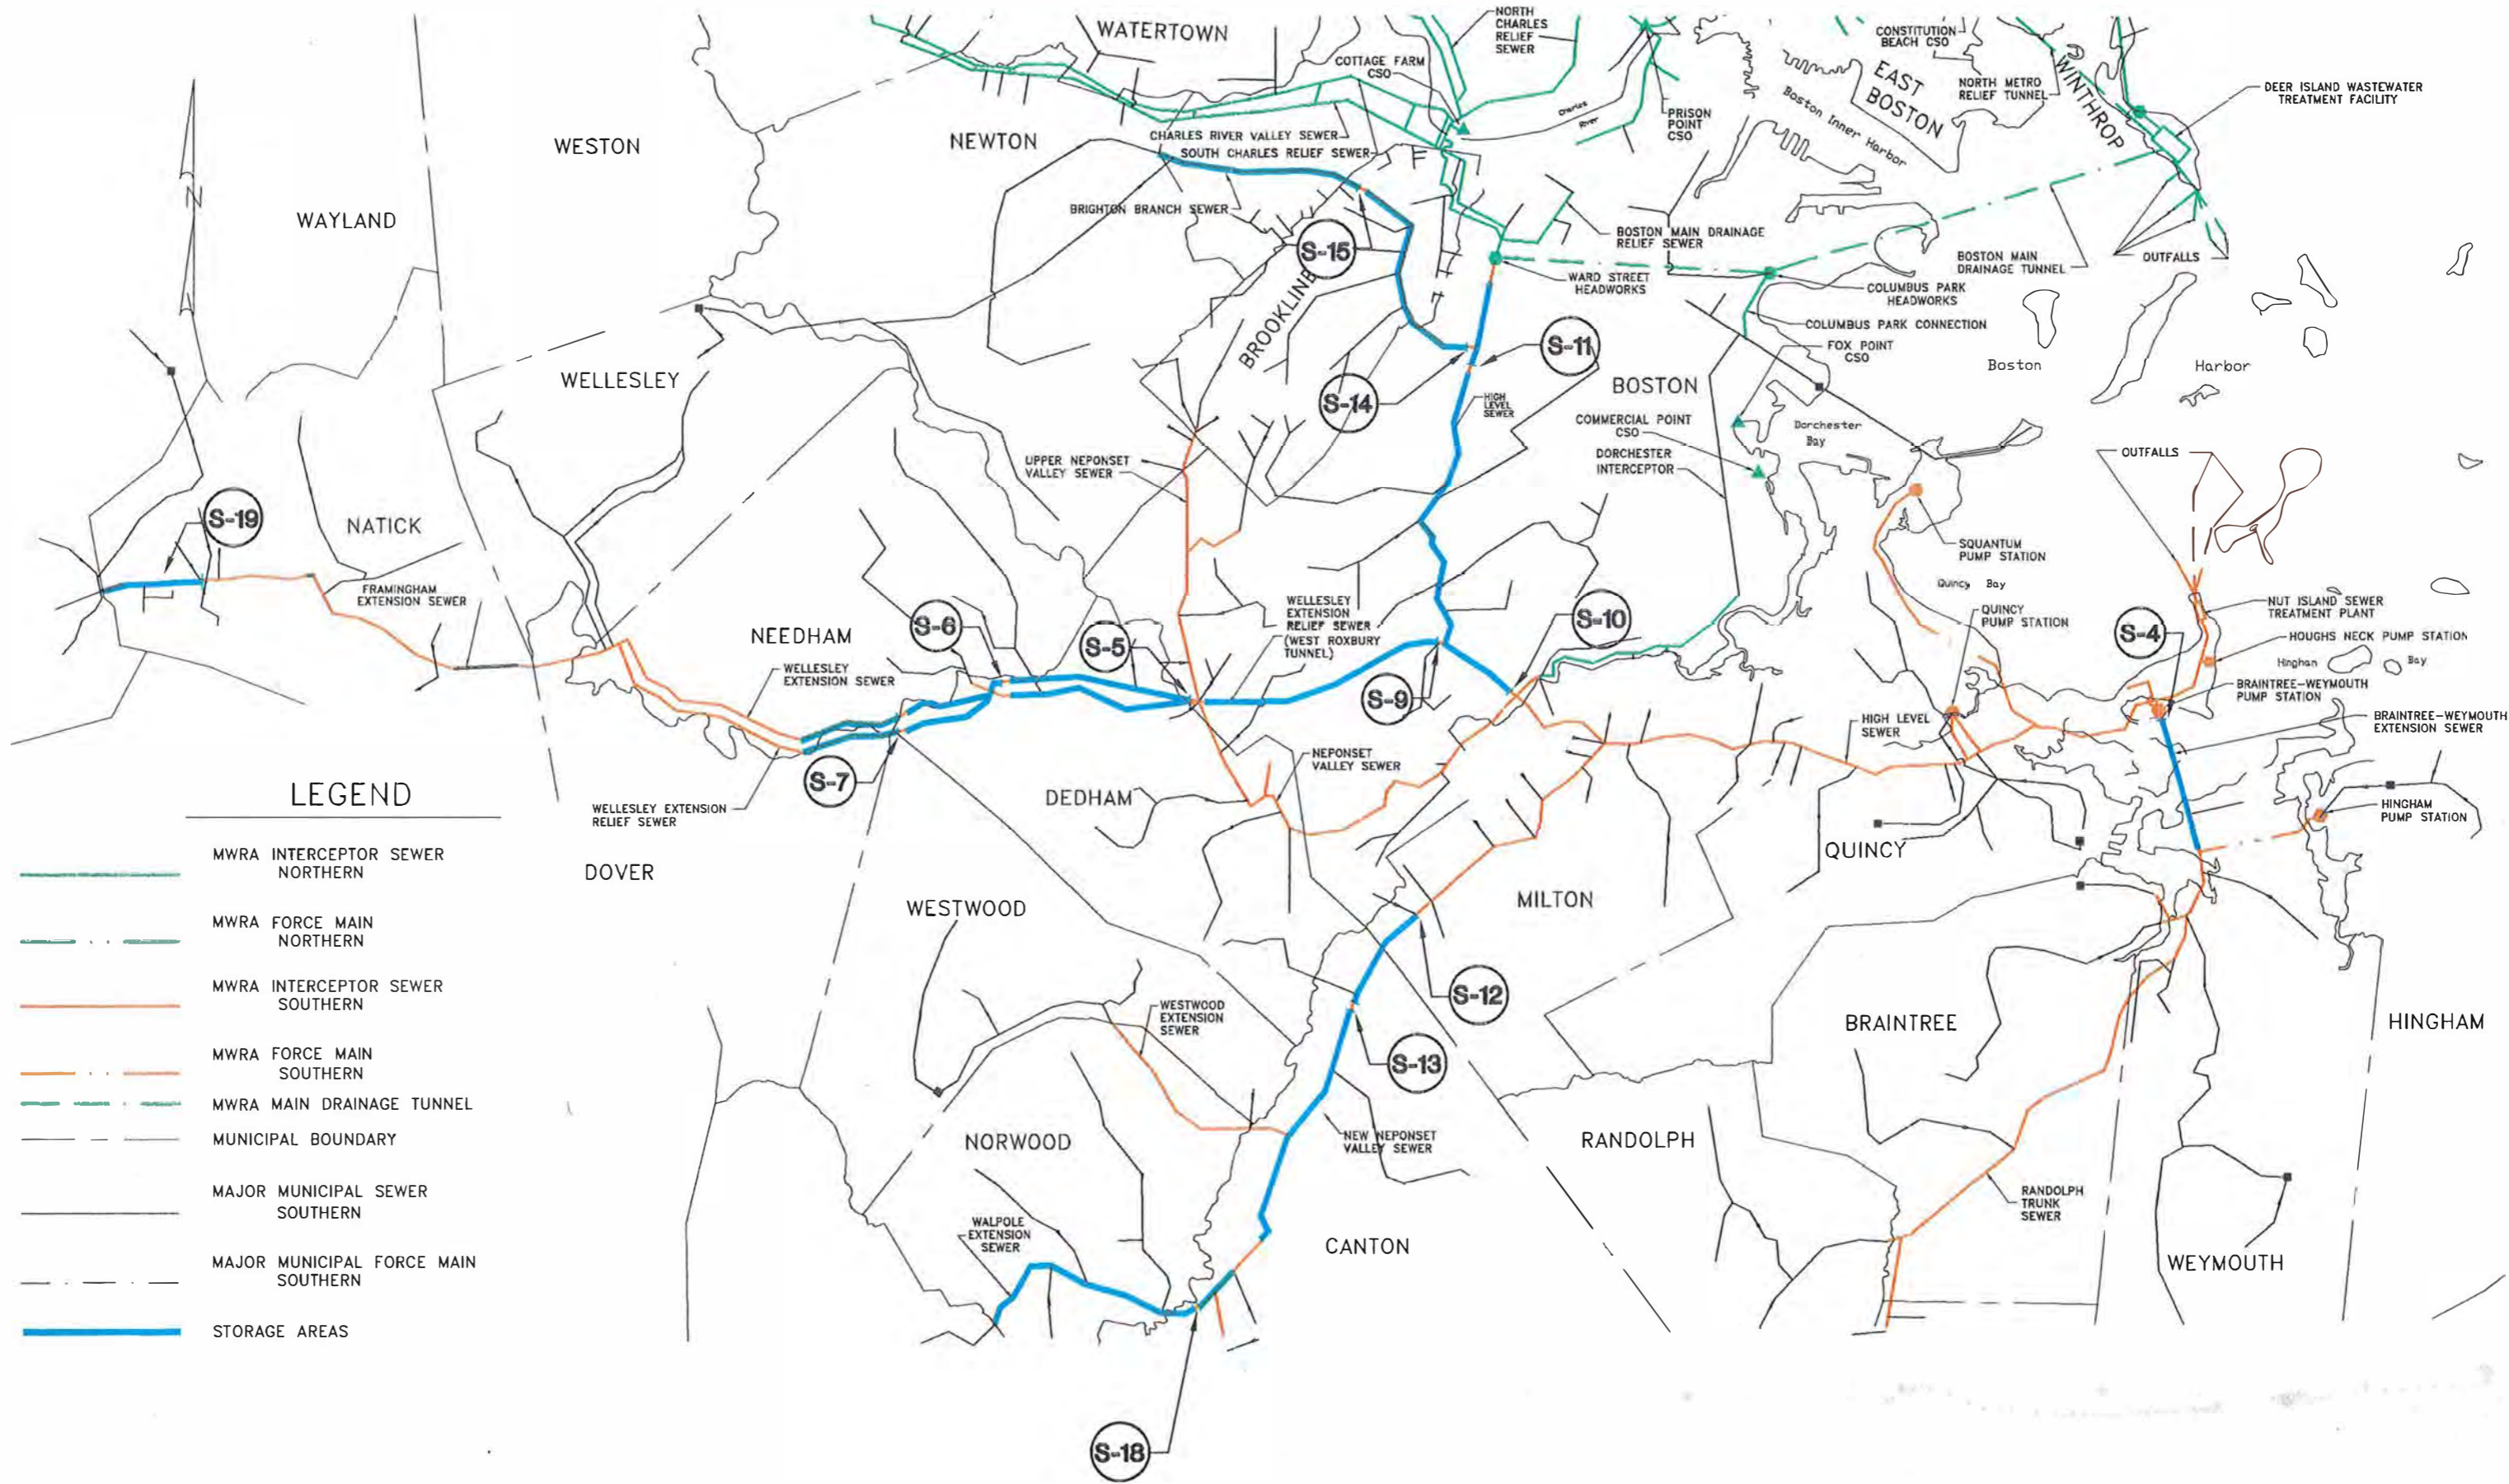 NORTH
CHARLES
RELIEF
SEWER
WATERTOWN
CONSTITUTION
BEACH CSO
COTTAGE FARM
CSO
EAST
BOSTON
NORTH METRO
RELIEF TUNNEL
WINTHROP
DEER ISLAND WASTEWATER
TREATMENT FACILITY
Charles
River
Boston Inner Harbor
PRISON
POINT
CSO
WESTON
NEWTON
CHARLES RIVER VALLEY SEWER
SOUTH CHARLES RELIEF SEWER
N
WAYLAND
BRIGHTON BRANCH SEWER
S-15
BOSTON MAIN DRAINAGE
RELIEF SEWER
BOSTON MAIN
DRAINAGE TUNNEL
OUTFALLS
WARD STREET
HEADWORKS
COLUMBUS PARK
HEADWORKS
BROOKLINE
COLUMBUS PARK CONNECTION
S-11
FOX POINT
CSO
Boston
Harbor
WELLESLEY
BOSTON
S-14
HIGH
LEVEL
SEWER
COMMERCIAL POINT
CSO
Dorchester
Bay
DORCHESTER
INTERCEPTOR
OUTFALLS
UPPER NEPONSET
VALLEY SEWER
S-19
NATICK
SQUANTUM
PUMP STATION
Quincy Bay
FRAMINGHAM
EXTENSION SEWER
WELLESLEY
EXTENSION
RELIEF SEWER
(WEST ROXBURY
TUNNEL)
S-10
QUINCY
PUMP STATION
NUT ISLAND SEWER
TREATMENT PLANT
S-4
HOUGHS NECK PUMP STATION
NEEDHAM
S-6
S-5
Hinghan
Bay
WELLESLEY
EXTENSION SEWER
S-9
BRAINTREE-WEYMOUTH
PUMP STATION
HIGH LEVEL
SEWER
BRAINTREE-WEYMOUTH
EXTENSION SEWER
NEPONSET
VALLEY SEWER
S-7
DEDHAM
WELLESLEY EXTENSION
RELIEF SEWER
HINGHAM
PUMP STATION
QUINCY
DOVER
WESTWOOD
MILTON
S-12
WESTWOOD
EXTENSION
SEWER
BRAINTREE
HINGHAM
S-13
NORWOOD
NEW NEPONSET
VALLEY SEWER
RANDOLPH
RANDOLPH
TRUNK
SEWER
WALPOLE
EXTENSION
SEWER
CANTON
WEYMOUTH
S-18
LEGEND
MWRA INTERCEPTOR SEWER
NORTHERN
MWRA FORCE MAIN
NORTHERN
MWRA INTERCEPTOR SEWER
SOUTHERN
MWRA FORCE MAIN
SOUTHERN
MWRA MAIN DRAINAGE TUNNEL
MUNICIPAL BOUNDARY
MAJOR MUNICIPAL SEWER
SOUTHERN
MAJOR MUNICIPAL FORCE MAIN
SOUTHERN
STORAGE AREAS